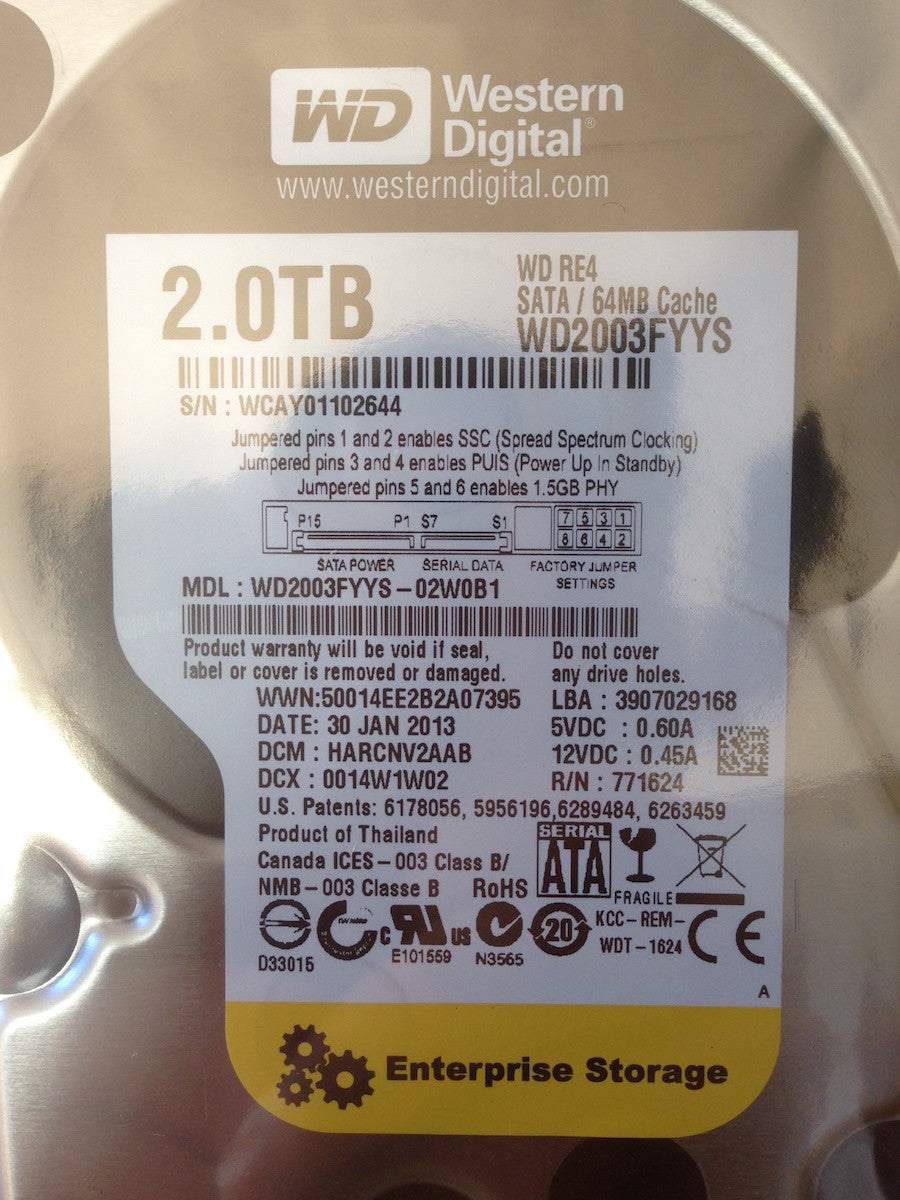 WD Western
Digital®
www.westerndigital.com
2.0TB
WD RE4
SATA / 64MB Cache
WD2003FYYS
S/N : WCAY01102644
Jumpered pins 1 and 2 enables SSC (Spread Spectrum Clocking)
Jumpered pins 3 and 4 enables PUIS (Power Up In Standby)
Jumpered pins 5 and 6 enables 1.5GB PHY
P15 P1 S7 S1
7 5 3 1
8 6 4 2
SATA POWER SERIAL DATA FACTORY JUMPER
SETTINGS
MDL : WD2003FYYS-02W0B1
Product warranty will be void if seal,
label or cover is removed or damaged.
Do not cover
any drive holes.
WWN:50014EE2B2A07395 LBA : 3907029168
DATE: 30 JAN 2013 5VDC : 0.60A
DCM : HARCNV2AAB 12VDC : 0.45A
DCX : 0014W1W02 R/N : 771624
U.S. Patents: 6178056, 5956196,6289484, 6263459
Product of Thailand
Canada ICES-003 Class B/
NMB-003 Classe B RoHS
SERIAL
ATA
FRAGILE
D33015
c UR us
E101559
N3565
20
KCC-REM-
WDT-1624
CE
A
Enterprise Storage